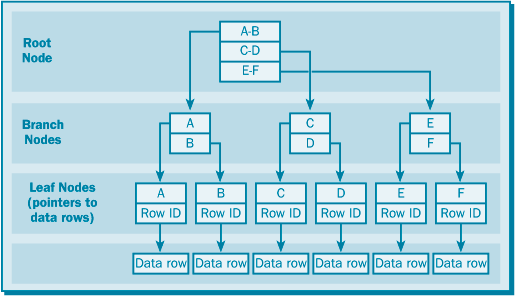 Root
Node
A-B
C-D
E-F
Branch
Nodes
A
B
C
D
E
F
Leaf Nodes
(pointers to
data rows)
A
Row ID
B
Row ID
C
Row ID
D
Row ID
E
Row ID
F
Row ID
Data row
Data row
Data row
Data row
Data row
Data row